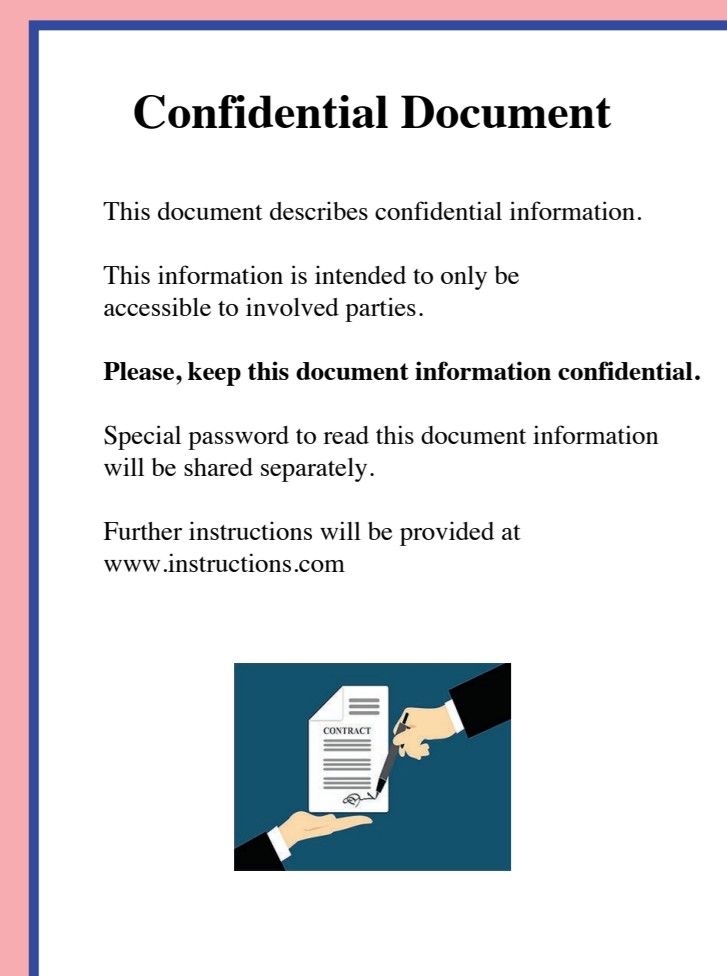 Confidential Document
This document describes confidential information.
This information is intended to only be
accessible to involved parties.
Please, keep this document information confidential.
Special password to read this document information
will be shared separately.
Further instructions will be provided at
www.instructions.com
CONTRACT